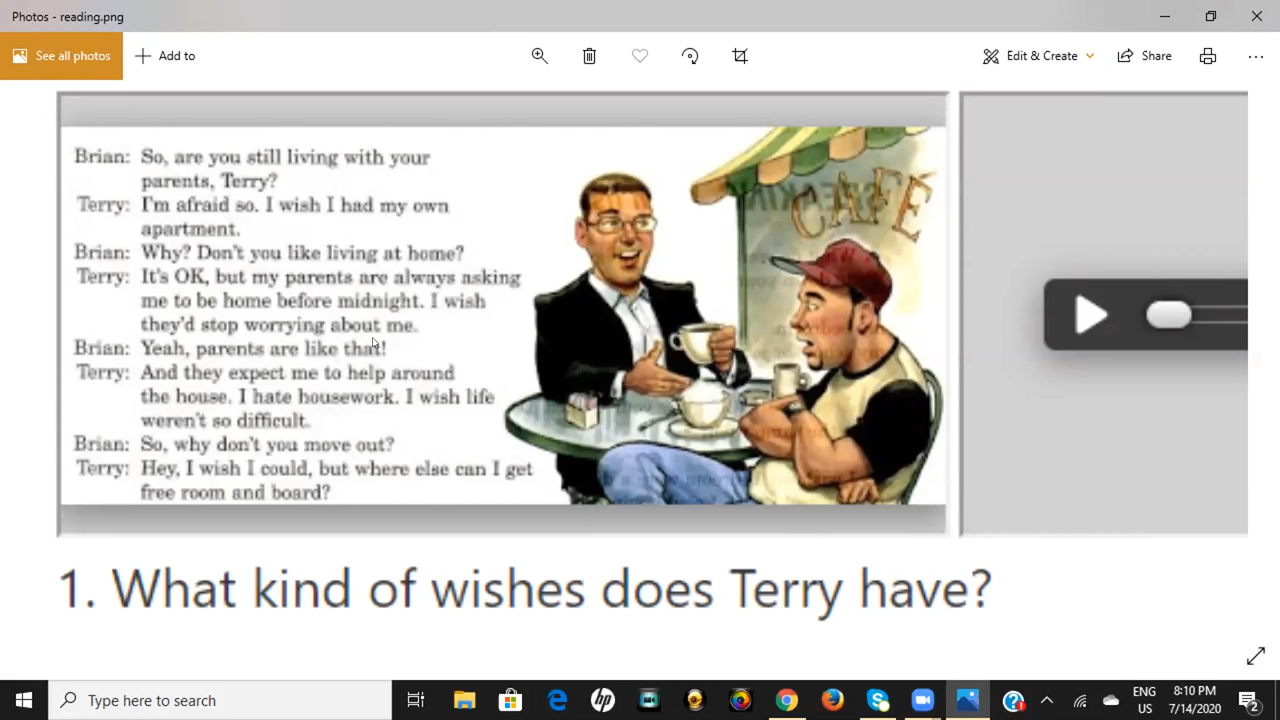 Photos - reading.png
See all photos
Add to
Edit & Create
Share
Brian: So, are you still living with your
parents, Terry?
Terry: I'm afraid so. I wish I had my own
apartment.
Brian: Why? Don't you like living at home?
Terry: It's OK, but my parents are always asking
me to be home before midnight. I wish
they'd stop worrying about me.
Brian: Yeah, parents are like that!
Terry: And they expect me to help around
the house. I hate housework. I wish life
weren't so difficult.
Brian: So, why don't you move out?
Terry: Hey, I wish I could, but where else can I get
free room and board?
CAFÉ
1. What kind of wishes does Terry have?
Type here to search
hp
ENG
US
8:10 PM
7/14/2020
2